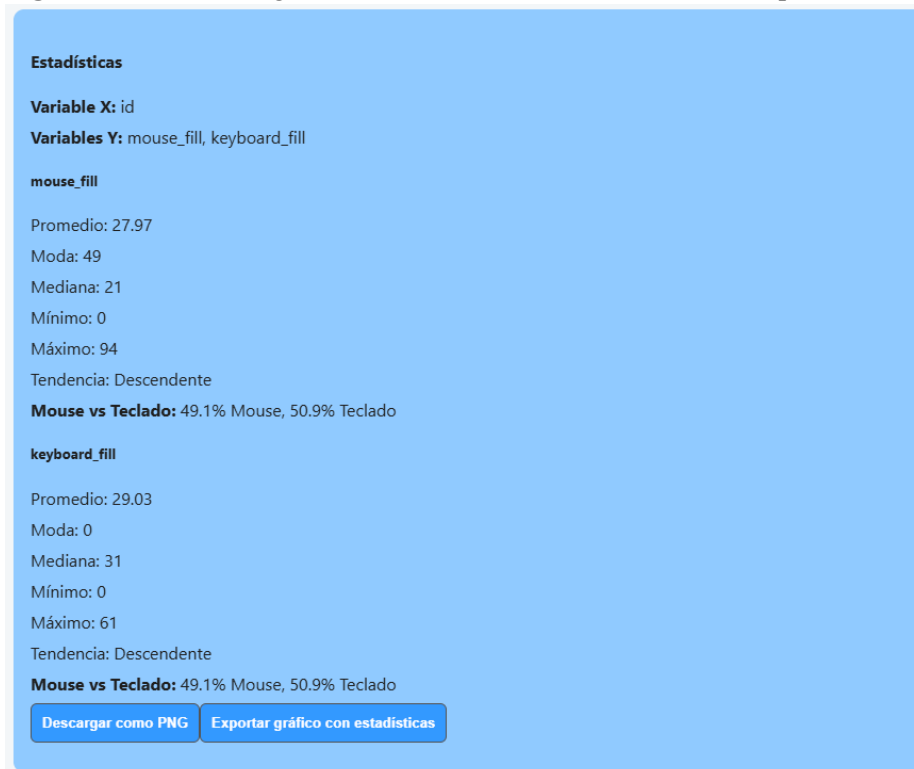 Estadísticas
Variable X: id
Variables Y: mouse_fill, keyboard_fill
mouse_fill
Promedio: 27.97
Moda: 49
Mediana: 21
Mínimo: 0
Máximo: 94
Tendencia: Descendente
Mouse vs Teclado: 49.1% Mouse, 50.9% Teclado
keyboard_fill
Promedio: 29.03
Moda: 0
Mediana: 31
Mínimo: 0
Máximo: 61
Tendencia: Descendente
Mouse vs Teclado: 49.1% Mouse, 50.9% Teclado
Descargar como PNG Exportar gráfico con estadísticas